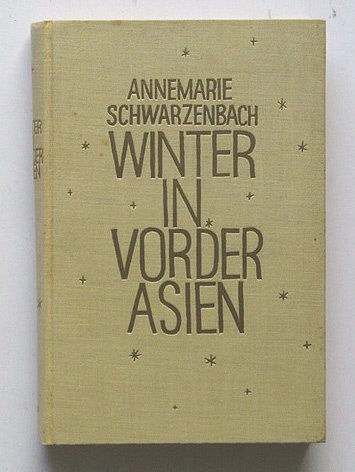 ANNEMARIE
SCHWARZENBACH
WINTER
IN
VORDER
ASIEN